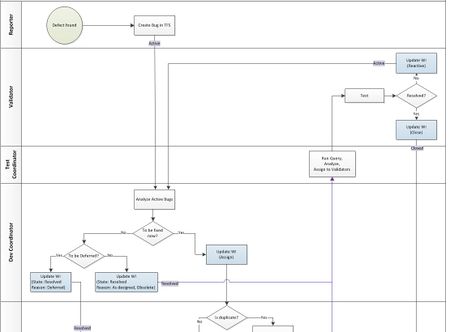 Reporter
Defect Found
Create Bug in TFS
Active
Validator
Active
Update WI
(Reactive)
No
Test
Resolved?
Yes
Update WI
(Close)
Closed
Test
Coordinator
Run Query,
Analyze,
Assign to Validators
Dev Coordinator
Analyze Active Bugs
To be fixed
now?
No
Yes
To be Deferred?
Yes
No
Update WI
(Assign)
Update WI
(State: Resolved
Reason: Deferred)
Update WI
(State: Resolved
Reason: As designed, Obsolete)
Resolved
Resolved
Is duplicate?
No
Yes